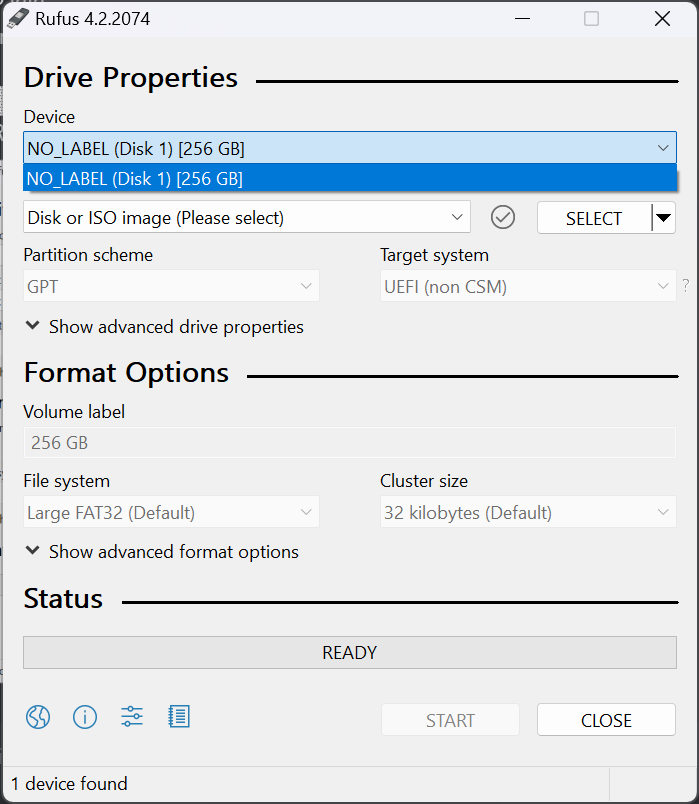 Rufus 4.2.2074
Drive Properties
Device
NO_LABEL (Disk 1) [256 GB]
NO_LABEL (Disk 1) [256 GB]
Disk or ISO image (Please select)
SELECT
Partition scheme
Target system
GPT
UEFI (non CSM)
?
Show advanced drive properties
Format Options
Volume label
256 GB
File system
Cluster size
Large FAT32 (Default)
32 kilobytes (Default)
Show advanced format options
Status
READY
START
CLOSE
1 device found